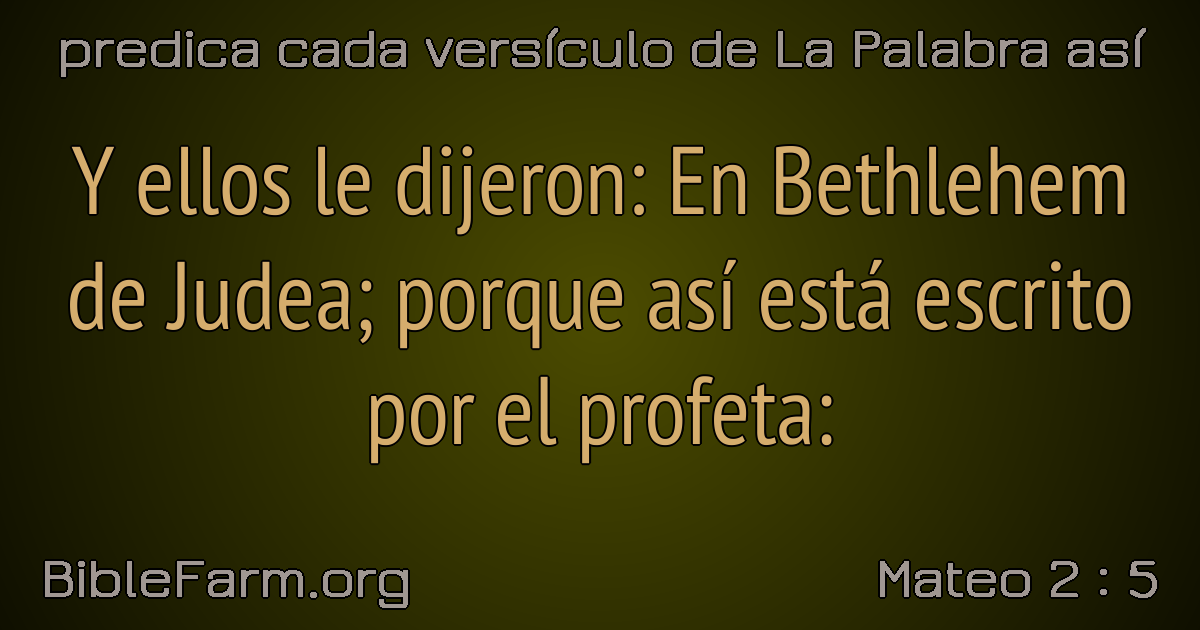 predica cada versículo de La Palabra así
Y ellos le dijeron: En Bethlehem
de Judea; porque así está escrito
por el profeta:
BibleFarm.org
Mateo 2 : 5